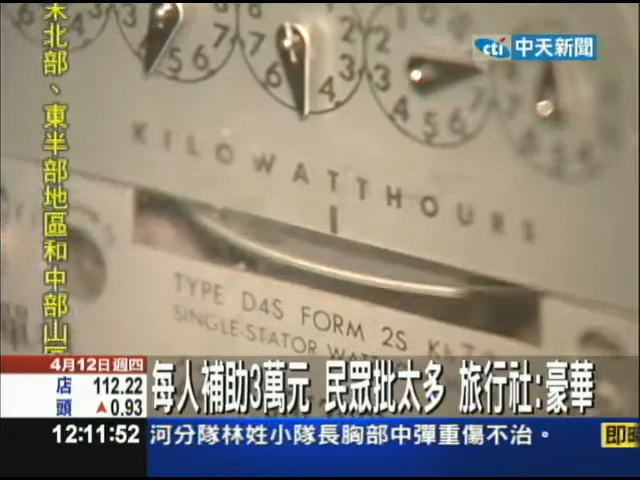 末北部、東半部地區和中部山區
cti 中天新聞
KILOWATTHOURS
TYPE D4S FORM 2S
SINGLE-STATOR
4月12日週四
店頭 112.22 ▲0.93
每人補助3萬元 民眾批太多 旅行社:豪華
12:11:52
河分隊林姓小隊長胸部中彈重傷不治。
即時